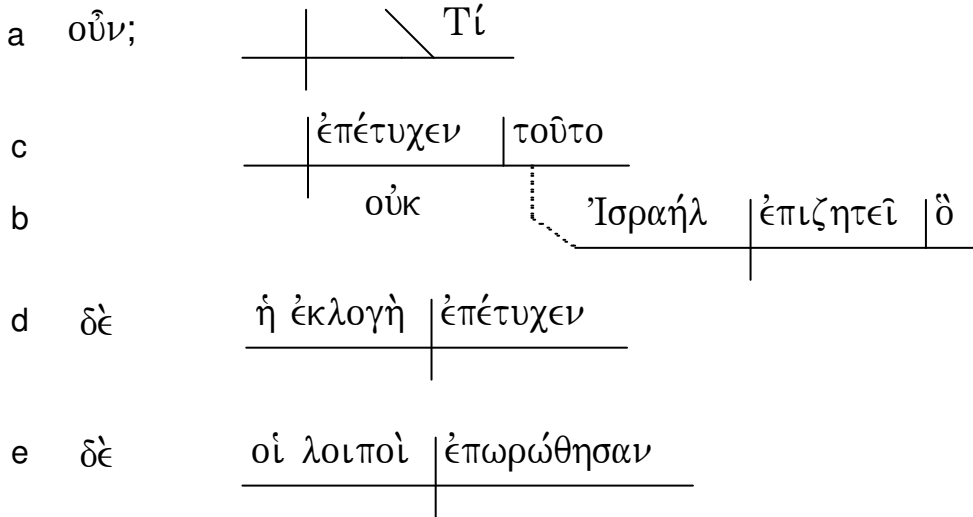 a οὖν; Τί
c ἐπέτυχεν τοῦτο
οὐκ
b Ἰσραήλ ἐπιζητεῖ ὃ
d δὲ ἡ ἐκλογὴ ἐπέτυχεν
e δὲ οἱ λοιποὶ ἐπωρώθησαν